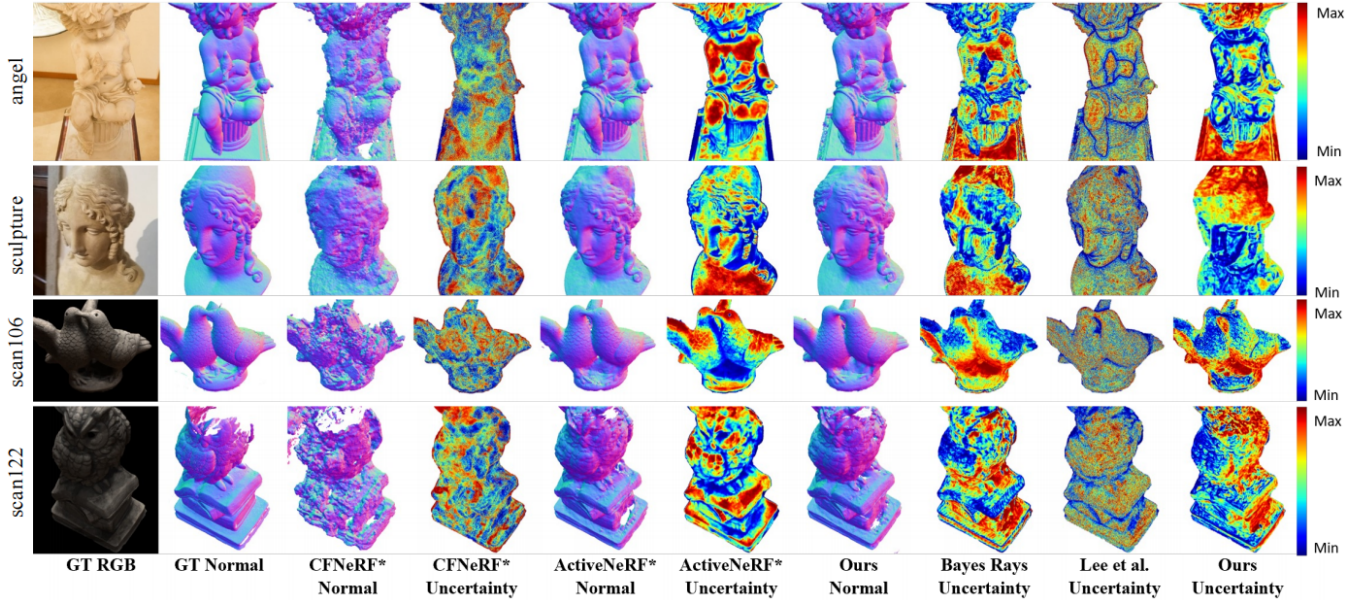 angel
Max
Min
sculpture
Max
Min
scan106
Max
Min
scan122
Max
Min
GT RGB
GT Normal
CFNeRF*
Normal
CFNeRF*
Uncertainty
ActiveNeRF*
Normal
ActiveNeRF*
Uncertainty
Ours
Normal
Bayes Rays
Uncertainty
Lee et al.
Uncertainty
Ours
Uncertainty